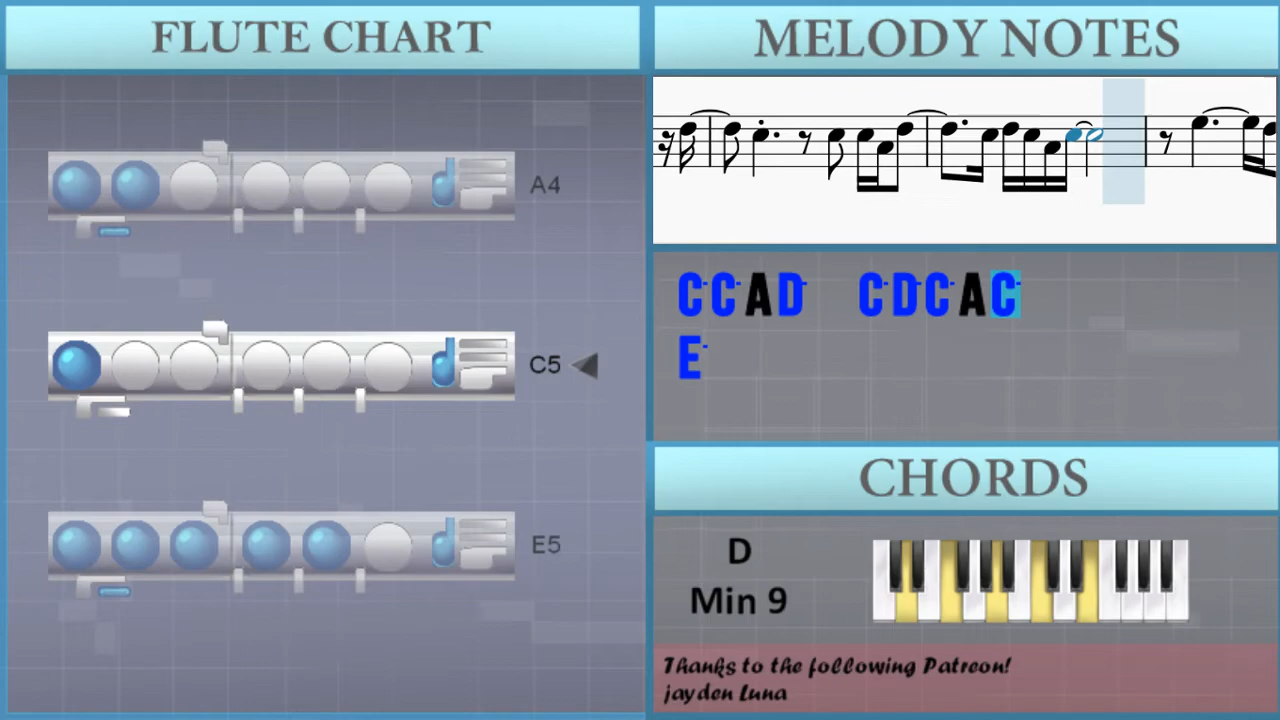 FLUTE CHART
A4
C5
E5
MELODY NOTES
CCAD CDCAC
E
CHORDS
D
Min 9
Thanks to the following Patreon!
jayden Luna